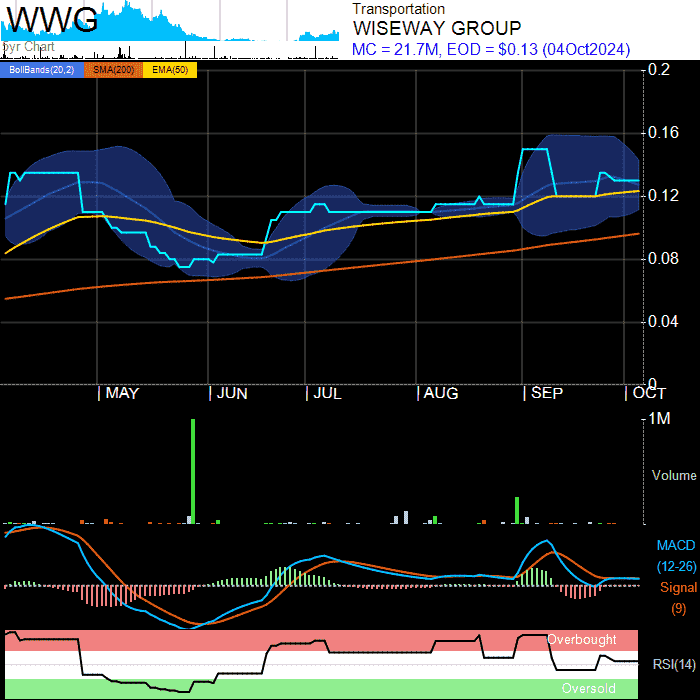 WWG
byr Chart
Transportation
WISEWAY GROUP
MC = 21.7M, EOD = $0.13 (04Oct2024)
BollBands(20,2) SMA(200) EMA(50)
0.2
0.16
0.12
0.08
0.04
0
MAY JUN JUL AUG SEP OCT
1M
Volume
MACD
(12-26)
Signal
(9)
Overbought
RSI(14)
Oversold